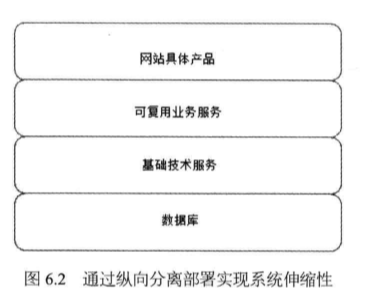 网站具体产品
可复用业务服务
基础技术服务
数据库
图 6.2 通过纵向分离部署实现系统伸缩性